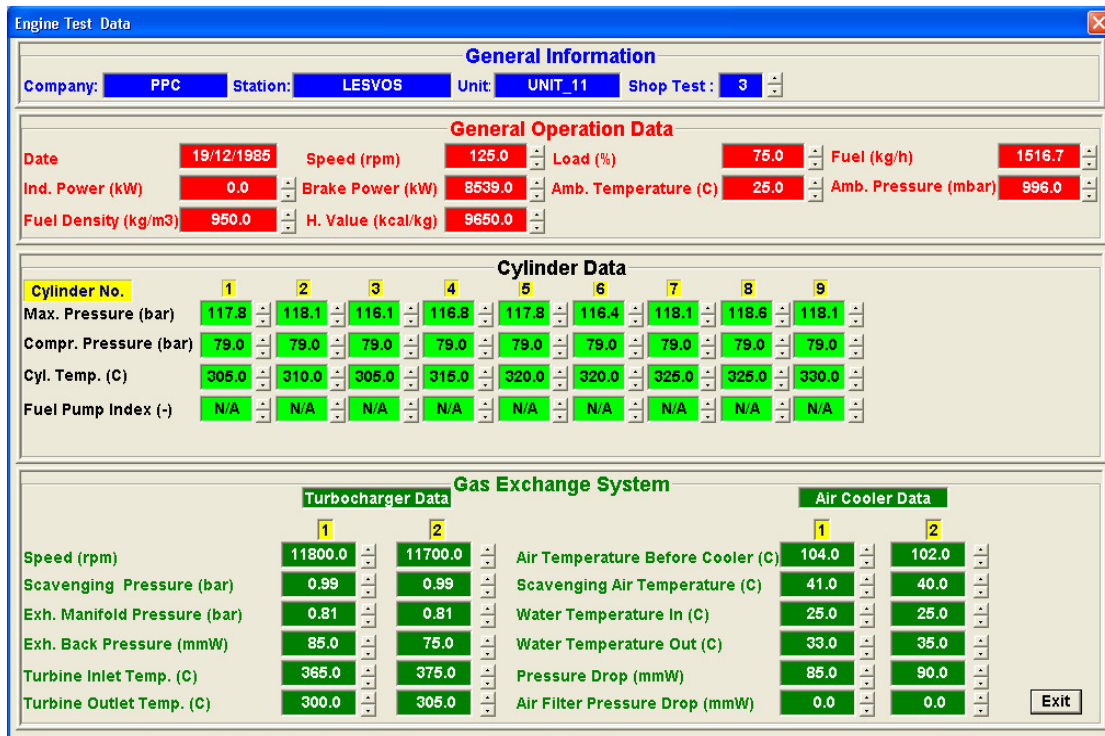 Engine Test Data
General Information
Company: PPC Station: LESVOS Unit: UNIT_11 Shop Test : 3
General Operation Data
Date 19/12/1985 Speed (rpm) 125.0 Load (%) 75.0 Fuel (kg/h) 1516.7
Ind. Power (kW) 0.0 Brake Power (kW) 8539.0 Amb. Temperature (C) 25.0 Amb. Pressure (mbar) 996.0
Fuel Density (kg/m3) 950.0 H. Value (kcal/kg) 9650.0
Cylinder Data
Cylinder No. 1 2 3 4 5 6 7 8 9
Max. Pressure (bar) 117.8 118.1 116.1 116.8 117.8 116.4 118.1 118.6 118.1
Compr. Pressure (bar) 79.0 79.0 79.0 79.0 79.0 79.0 79.0 79.0 79.0
Cyl. Temp. (C) 305.0 310.0 305.0 315.0 320.0 320.0 325.0 325.0 330.0
Fuel Pump Index (-) N/A N/A N/A N/A N/A N/A N/A N/A N/A
Gas Exchange System
Turbocharger Data Air Cooler Data
1 2 1 2
Speed (rpm) 11800.0 11700.0 Air Temperature Before Cooler (C) 104.0 102.0
Scavenging Pressure (bar) 0.99 0.99 Scavenging Air Temperature (C) 41.0 40.0
Exh. Manifold Pressure (bar) 0.81 0.81 Water Temperature In (C) 25.0 25.0
Exh. Back Pressure (mmW) 85.0 75.0 Water Temperature Out (C) 33.0 35.0
Turbine Inlet Temp. (C) 365.0 375.0 Pressure Drop (mmW) 85.0 90.0
Turbine Outlet Temp. (C) 300.0 305.0 Air Filter Pressure Drop (mmW) 0.0 0.0 Exit